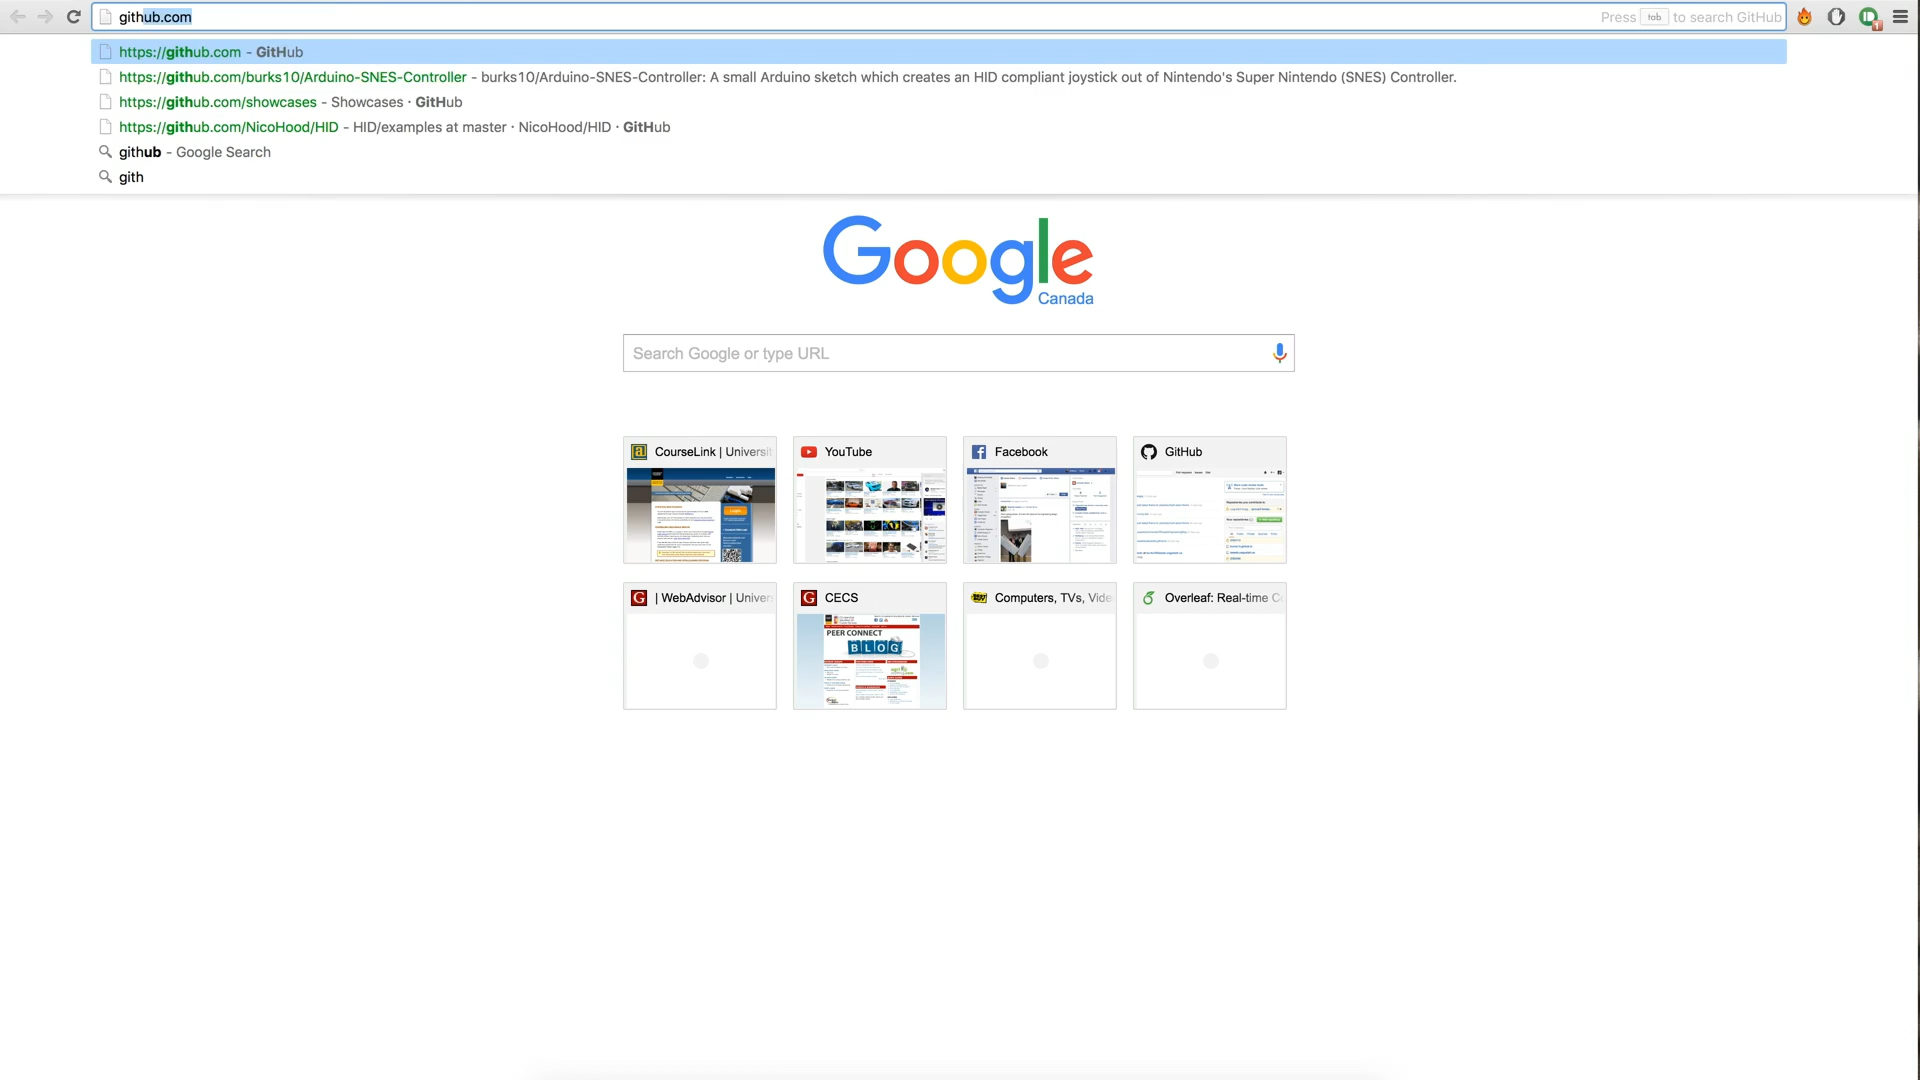 github.com
Press tab to search GitHub
https://github.com - GitHub
https://github.com/burks10/Arduino-SNES-Controller - burks10/Arduino-SNES-Controller: A small Arduino sketch which creates an HID compliant joystick out of Nintendo's Super Nintendo (SNES) Controller.
https://github.com/showcases - Showcases · GitHub
https://github.com/NicoHood/HID - HID/examples at master · NicoHood/HID · GitHub
github - Google Search
gith
Google
Canada
Search Google or type URL
CourseLink | Universit
YouTube
Facebook
GitHub
Login
| WebAdvisor | Univers
CECS
Computers, TVs, Vide
Overleaf: Real-time C
PEER CONNECT
BLOG